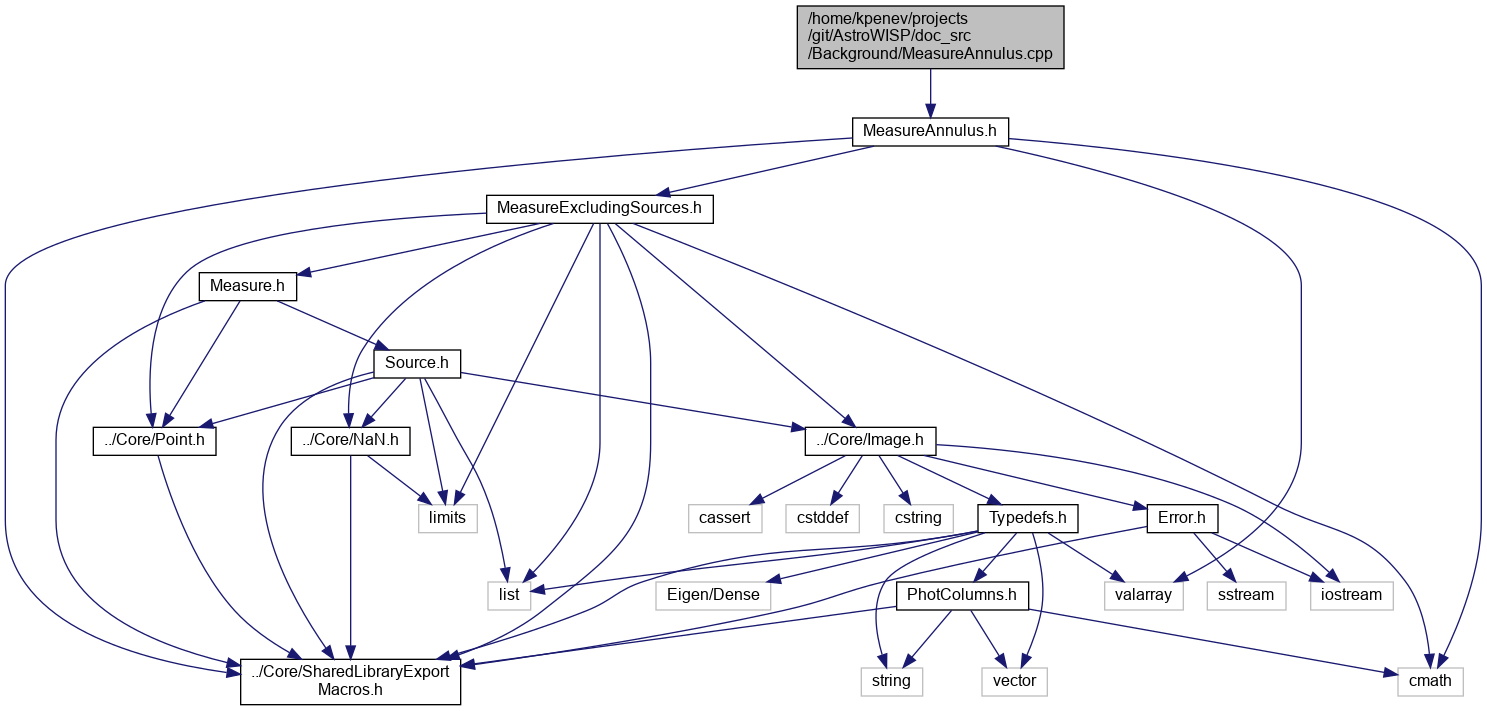 /home/kpenev/projects
/git/AstroWISP/doc_src
/Background/MeasureAnnulus.cpp
MeasureAnnulus.h
MeasureExcludingSources.h
Measure.h
Source.h
../Core/Point.h
../Core/NaN.h
../Core/Image.h
limits
cassert
cstddef
cstring
Typedefs.h
Error.h
list
Eigen/Dense
PhotColumns.h
valarray
sstream
iostream
../Core/SharedLibraryExport
Macros.h
string
vector
cmath